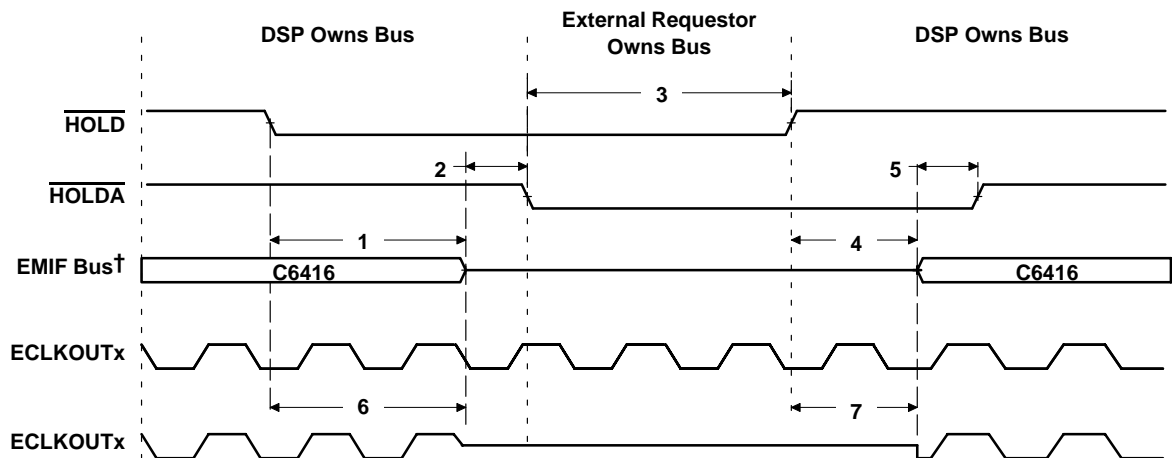 DSP Owns Bus
External Requestor
Owns Bus
DSP Owns Bus
3
HOLD
2
5
HOLDA
1
4
EMIF Bus†
C6416
C6416
ECLKOUTx
6
7
ECLKOUTx